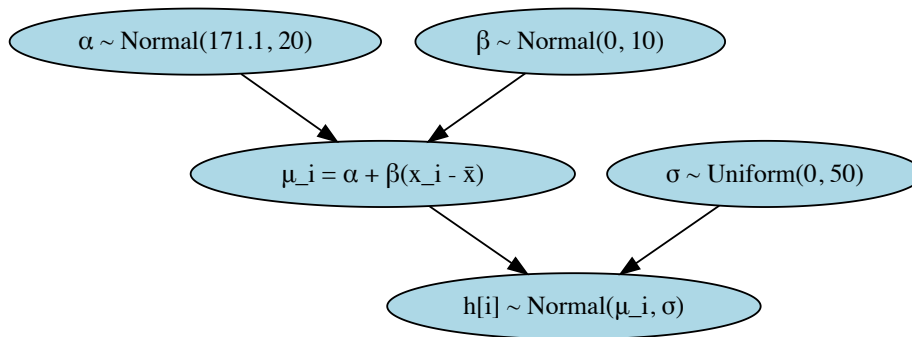 α ~ Normal(171.1, 20)
β ~ Normal(0, 10)
μ_i = α + β(x_i - x̄)
σ ~ Uniform(0, 50)
h[i] ~ Normal(μ_i, σ)